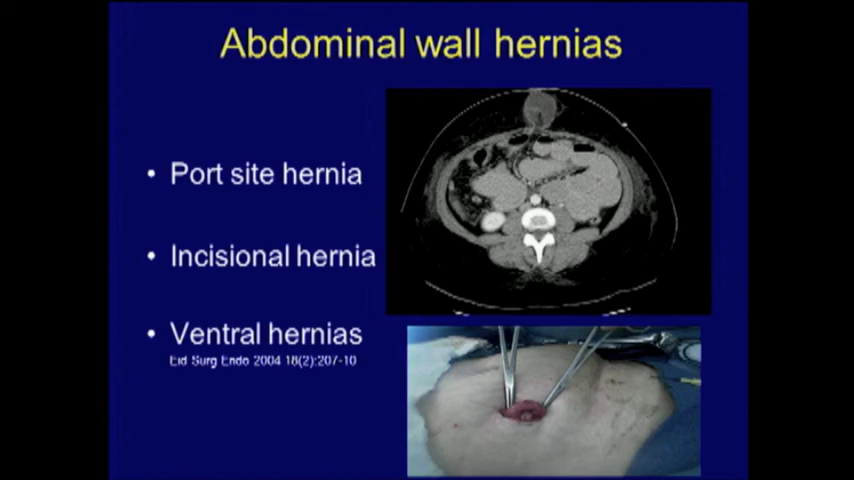 Abdominal wall hernias
• Port site hernia
• Incisional hernia
• Ventral hernias
Eid Surg Endo 2004 18(2):207-10